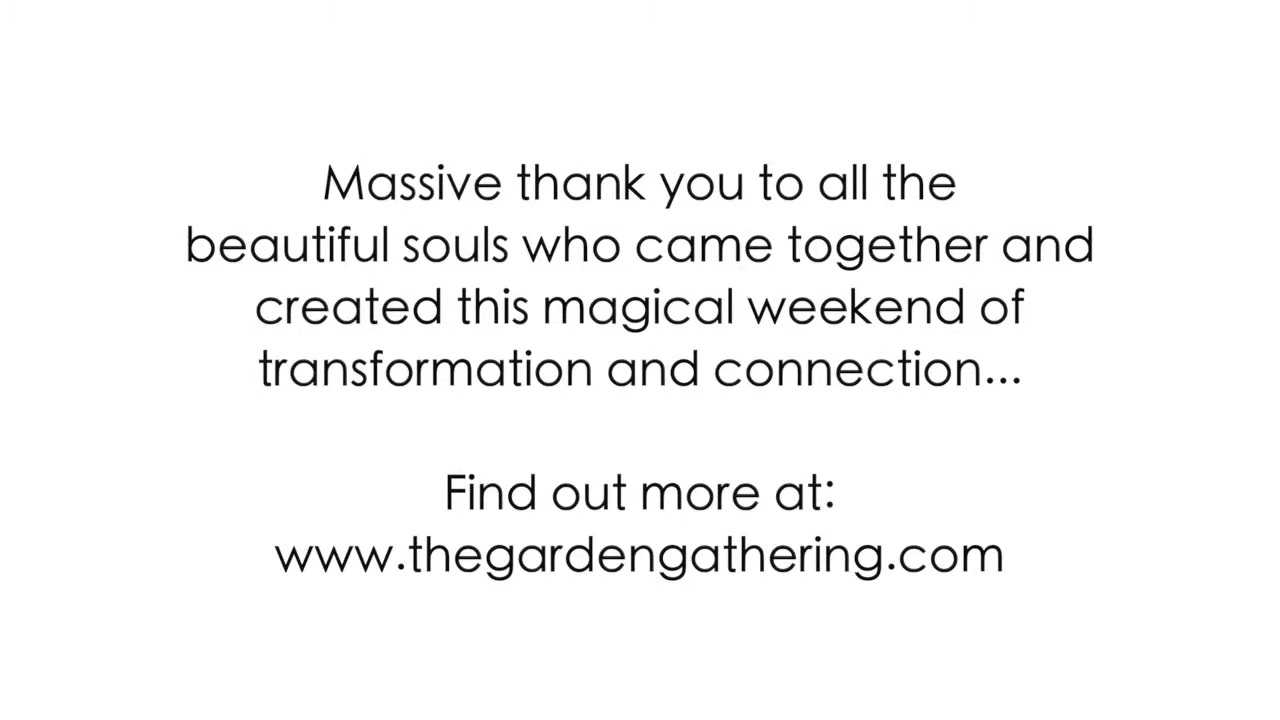 Massive thank you to all the
beautiful souls who came together and
created this magical weekend of
transformation and connection...
Find out more at:
www.thegardengathering.com